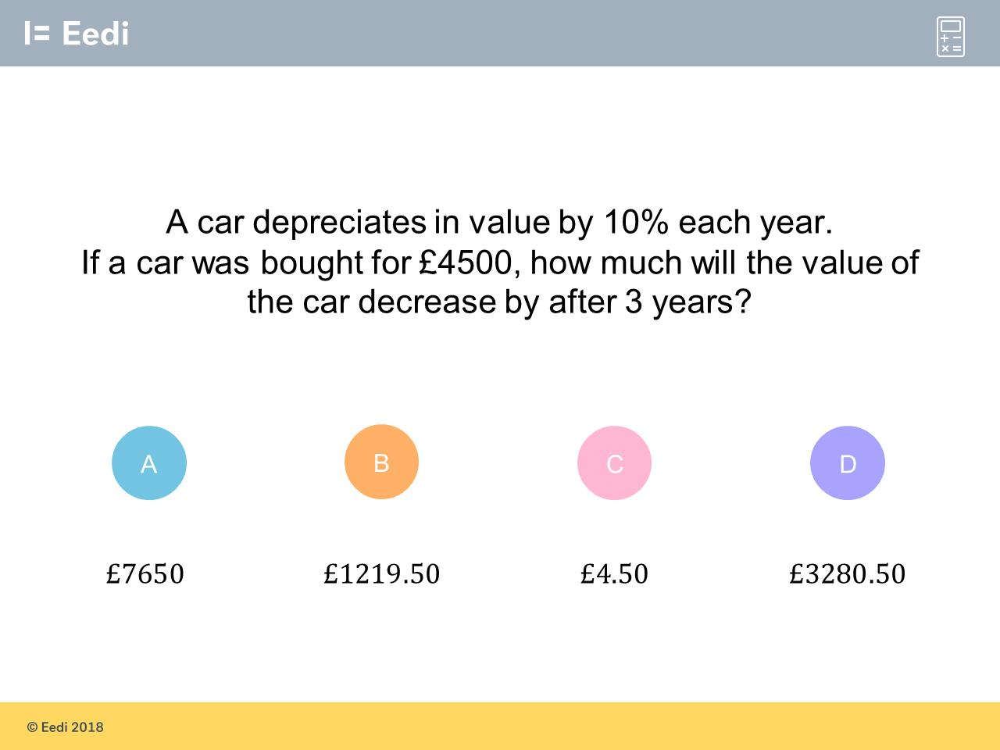 Eedi
A car depreciates in value by 10% each year.
If a car was bought for £4500, how much will the value of
the car decrease by after 3 years?
A
B
C
D
£7650
£1219.50
£4.50
£3280.50
© Eedi 2018